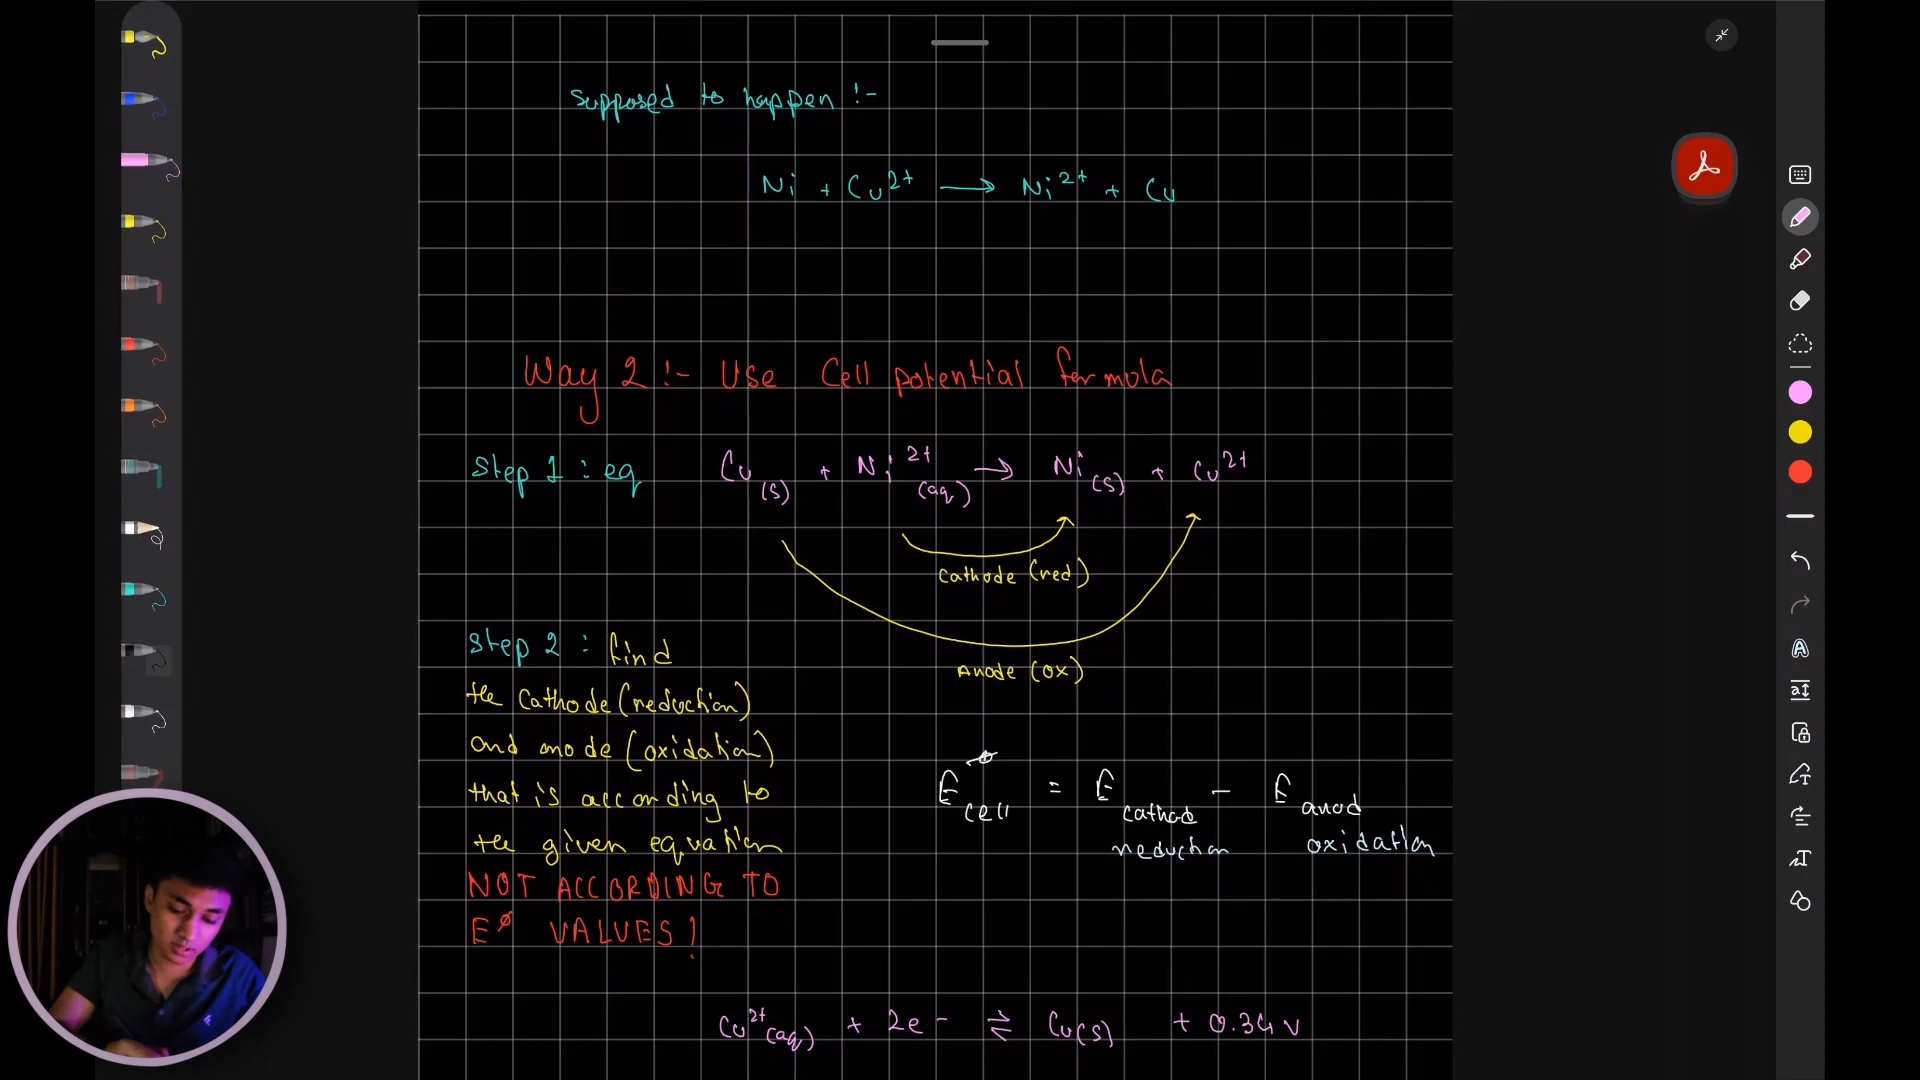 Supposed to happen :-
Ni + Cu2+ → Ni2+ + Cu
Way 2 :- Use Cell potential formula
Step 1 : eq Cu(s) + Ni2+(aq) → Ni(s) + Cu2+
Cathode (red)
Anode (ox)
Step 2 : find
the Cathode (reduction)
and anode (oxidation)
that is according to
the given equation
NOT ACCORDING TO
E⦵ VALUES!
E⦵cell = Ecathod − Eanod
reduction oxidation
Cu2+(aq) + 2e− ⇌ Cu(s) + 0.34 V